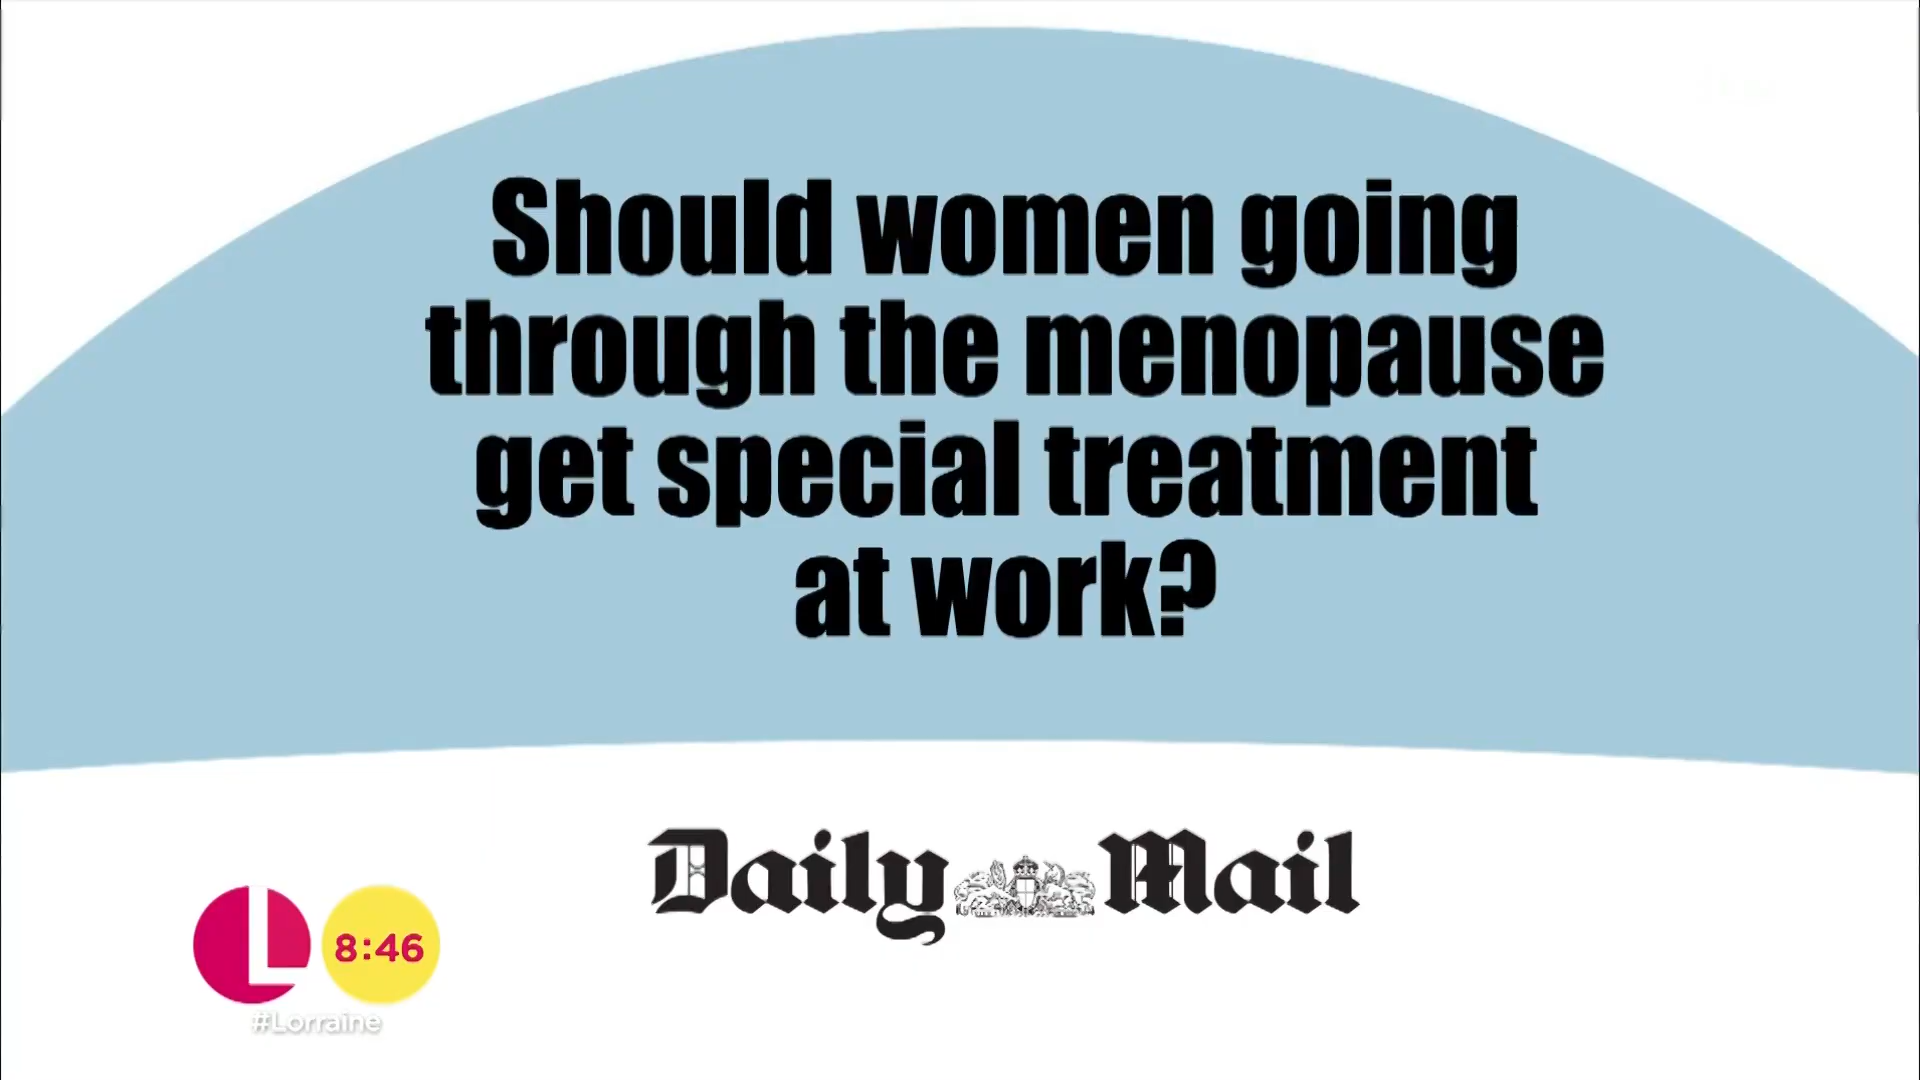 Should women going
through the menopause
get special treatment
at work?
Daily Mail
L
8:46
#Lorraine